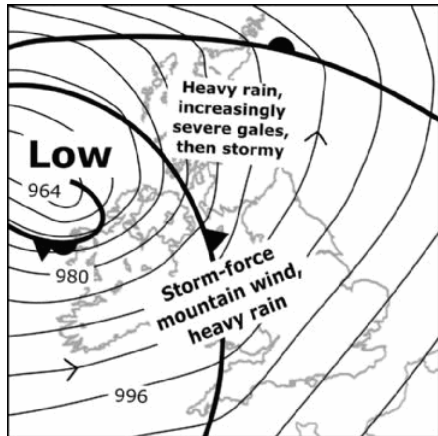 Heavy rain,
increasingly
severe gales,
then stormy
Low
964
980
Storm-force
mountain wind,
heavy rain
996